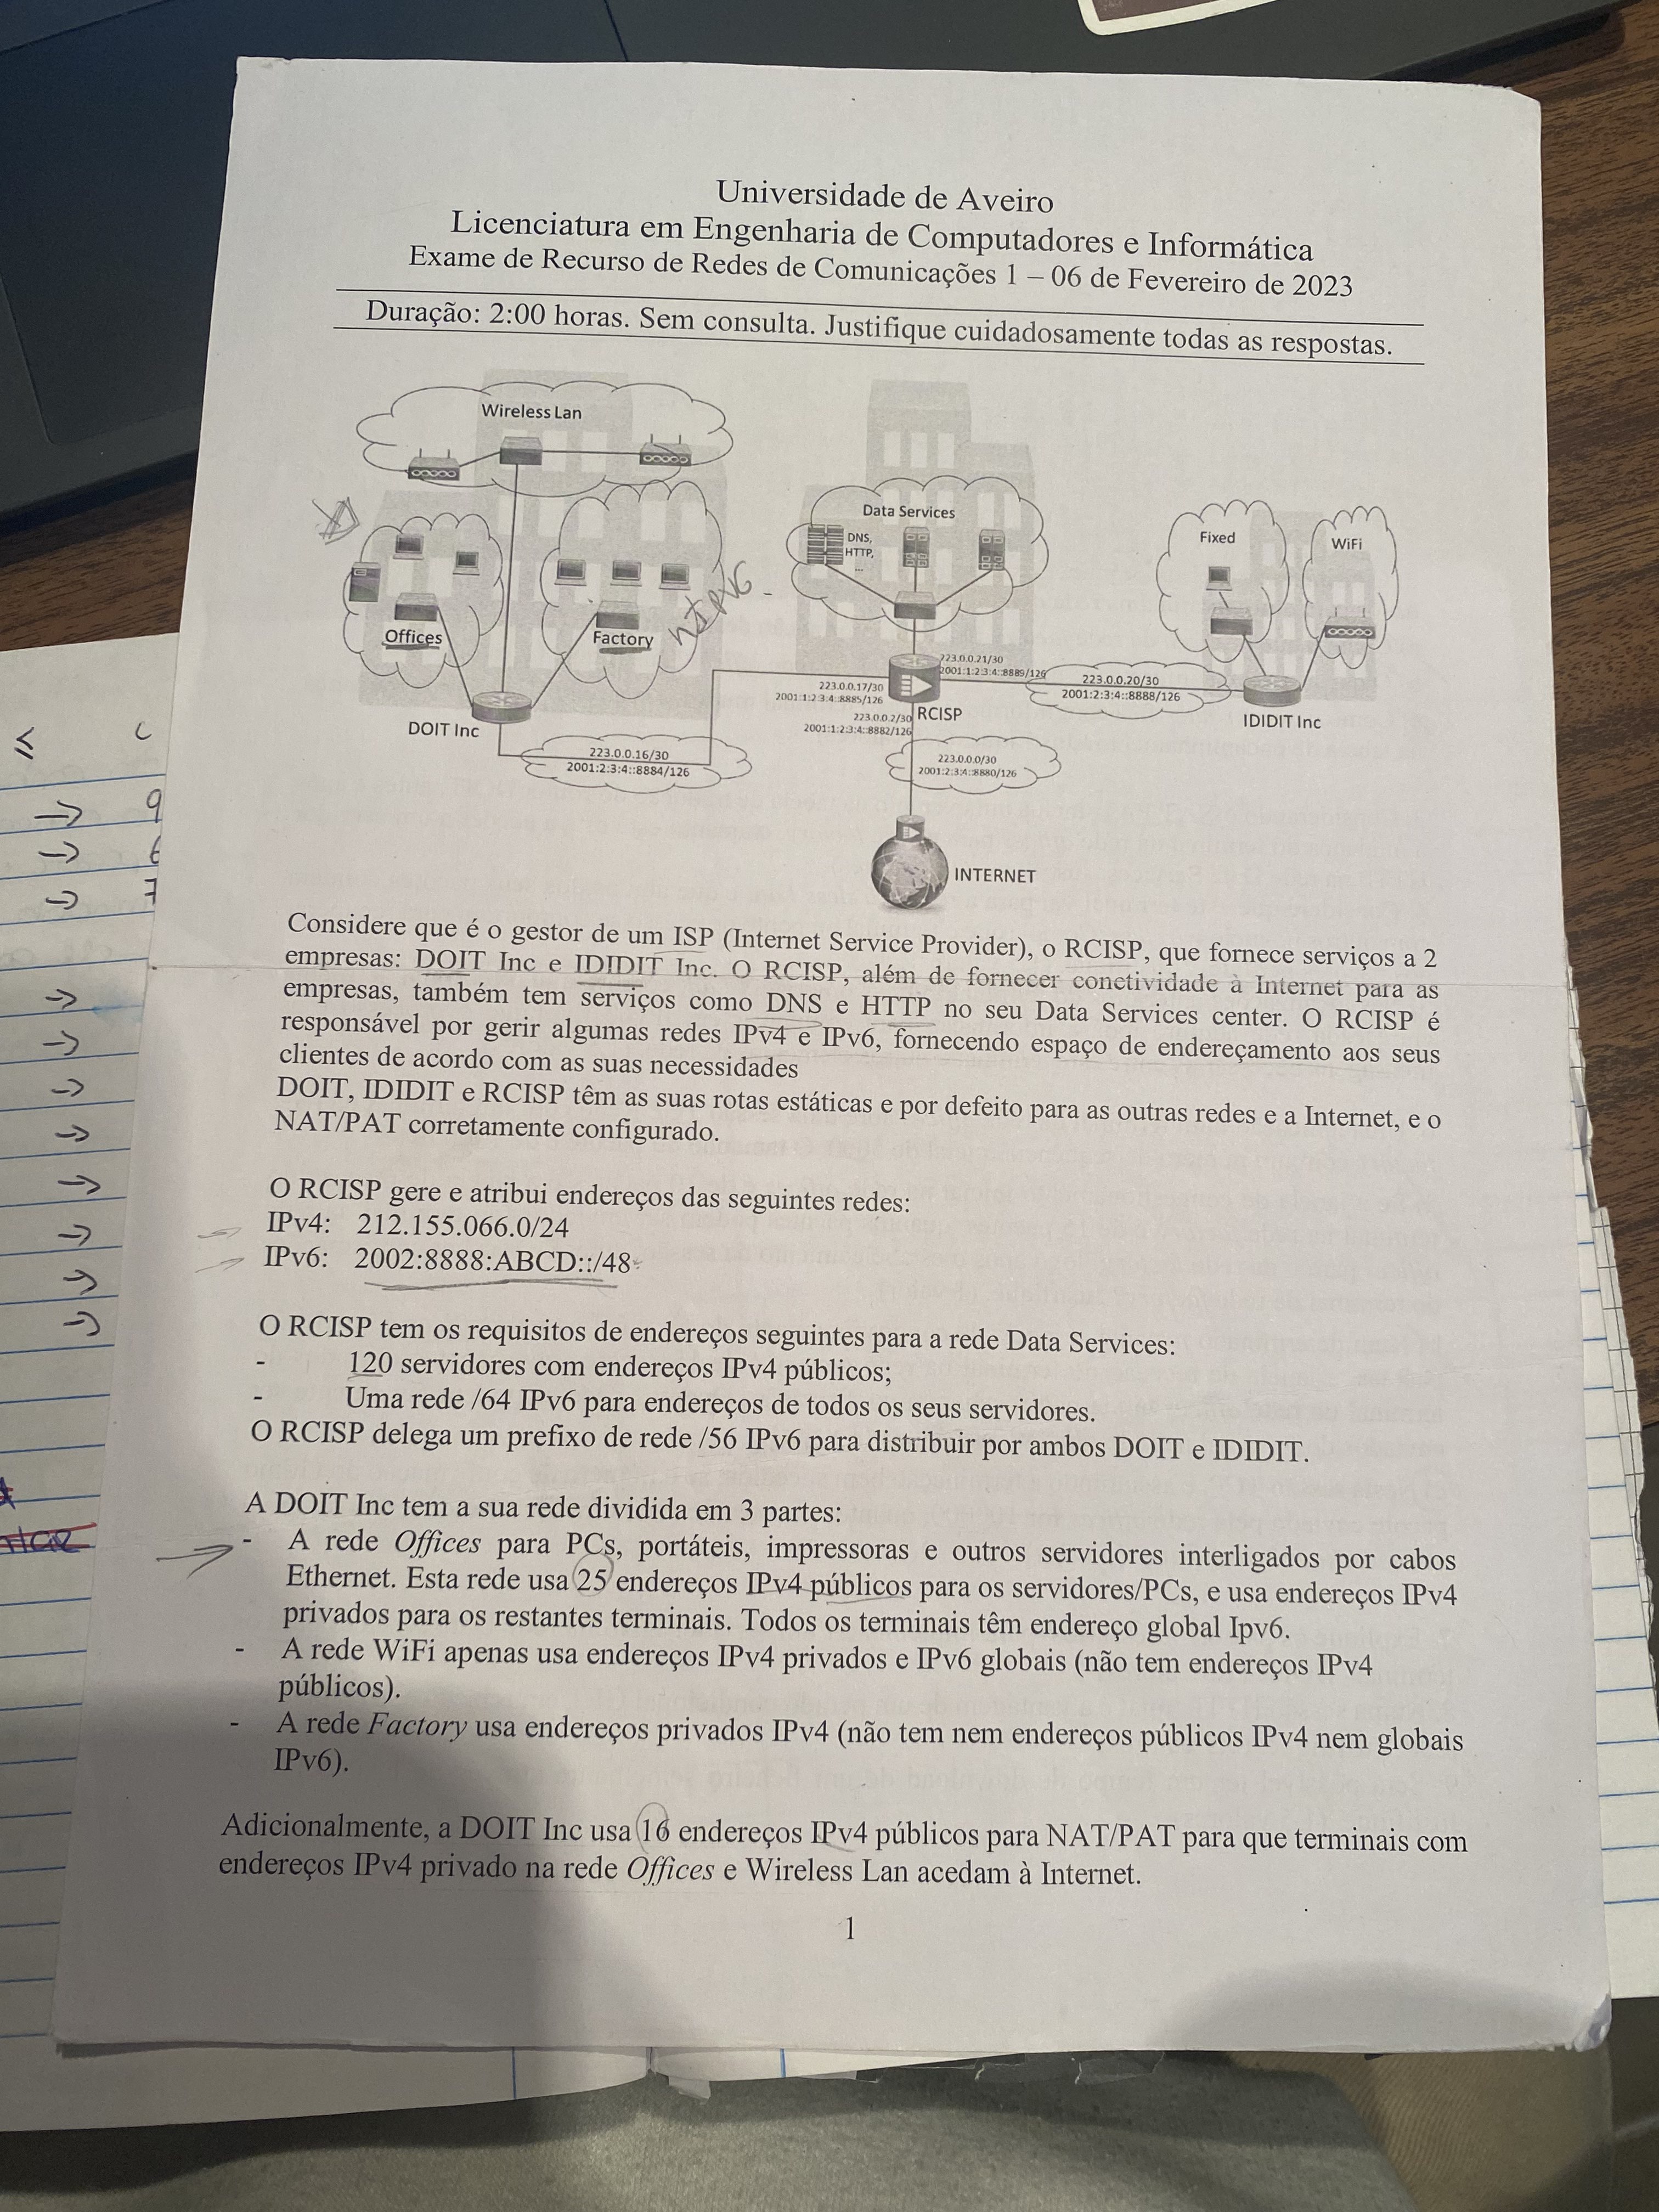 Universidade de Aveiro
Licenciatura em Engenharia de Computadores e Informática
Exame de Recurso de Redes de Comunicações 1 – 06 de Fevereiro de 2023
Duração: 2:00 horas. Sem consulta. Justifique cuidadosamente todas as respostas.
Wireless Lan
Offices
Factory
DOIT Inc
223.0.0.16/30
2001:2:3:4::8884/126
Data Services
DNS,
HTTP,
...
223.0.0.21/30
2001:1:2:3:4::8889/126
223.0.0.17/30
2001:1:2:3:4::8885/126
223.0.0.2/30
2001:1:2:3:4::8882/126
RCISP
223.0.0.20/30
2001:2:3:4::8888/126
Fixed
WiFi
IDIDIT Inc
223.0.0.0/30
2001:2:3:4::8880/126
INTERNET
Considere que é o gestor de um ISP (Internet Service Provider), o RCISP, que fornece serviços a 2
empresas: DOIT Inc e IDIDIT Inc. O RCISP, além de fornecer conetividade à Internet para as
empresas, também tem serviços como DNS e HTTP no seu Data Services center. O RCISP é
responsável por gerir algumas redes IPv4 e IPv6, fornecendo espaço de endereçamento aos seus
clientes de acordo com as suas necessidades
DOIT, IDIDIT e RCISP têm as suas rotas estáticas e por defeito para as outras redes e a Internet, e o
NAT/PAT corretamente configurado.
O RCISP gere e atribui endereços das seguintes redes:
IPv4: 212.155.066.0/24
IPv6: 2002:8888:ABCD::/48
O RCISP tem os requisitos de endereços seguintes para a rede Data Services:
- 120 servidores com endereços IPv4 públicos;
- Uma rede /64 IPv6 para endereços de todos os seus servidores.
O RCISP delega um prefixo de rede /56 IPv6 para distribuir por ambos DOIT e IDIDIT.
A DOIT Inc tem a sua rede dividida em 3 partes:
- A rede Offices para PCs, portáteis, impressoras e outros servidores interligados por cabos
Ethernet. Esta rede usa 25 endereços IPv4 públicos para os servidores/PCs, e usa endereços IPv4
privados para os restantes terminais. Todos os terminais têm endereço global Ipv6.
- A rede WiFi apenas usa endereços IPv4 privados e IPv6 globais (não tem endereços IPv4
públicos).
- A rede Factory usa endereços privados IPv4 (não tem nem endereços públicos IPv4 nem globais
IPv6).
Adicionalmente, a DOIT Inc usa 16 endereços IPv4 públicos para NAT/PAT para que terminais com
endereços IPv4 privado na rede Offices e Wireless Lan acedam à Internet.
1